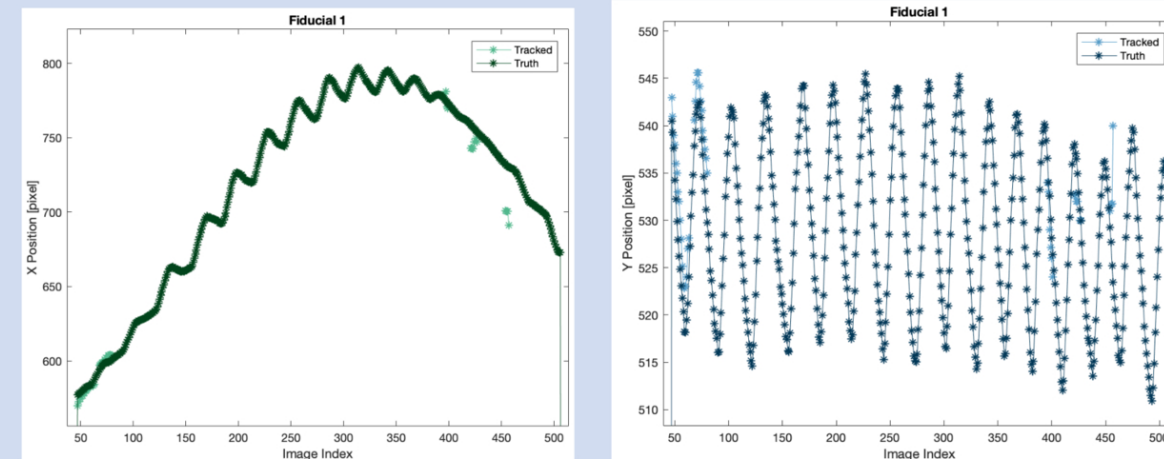 Fiducial 1
Tracked
Truth
X Position [pixel]
800
750
700
650
600
50 100 150 200 250 300 350 400 450 500
Image Index
Fiducial 1
Tracked
Truth
Y Position [pixel]
550
545
540
535
530
525
520
515
510
50 100 150 200 250 300 350 400 450 500
Image Index